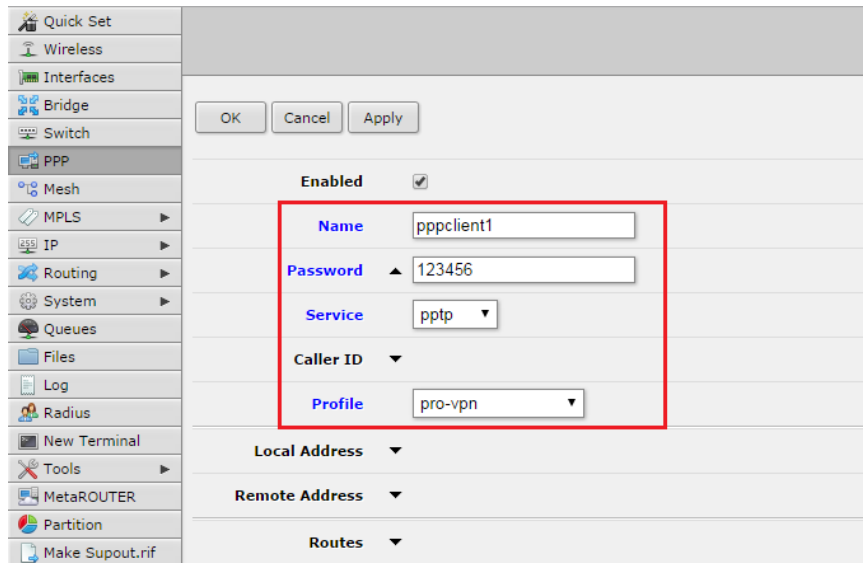 Quick Set
Wireless
Interfaces
Bridge
Switch
PPP
Mesh
MPLS
255 IP
Routing
System
Queues
Files
Log
Radius
New Terminal
Tools
MetaROUTER
Partition
Make Supout.rif
OK Cancel Apply
Enabled
Name pppclient1
Password 123456
Service pptp
Caller ID
Profile pro-vpn
Local Address
Remote Address
Routes